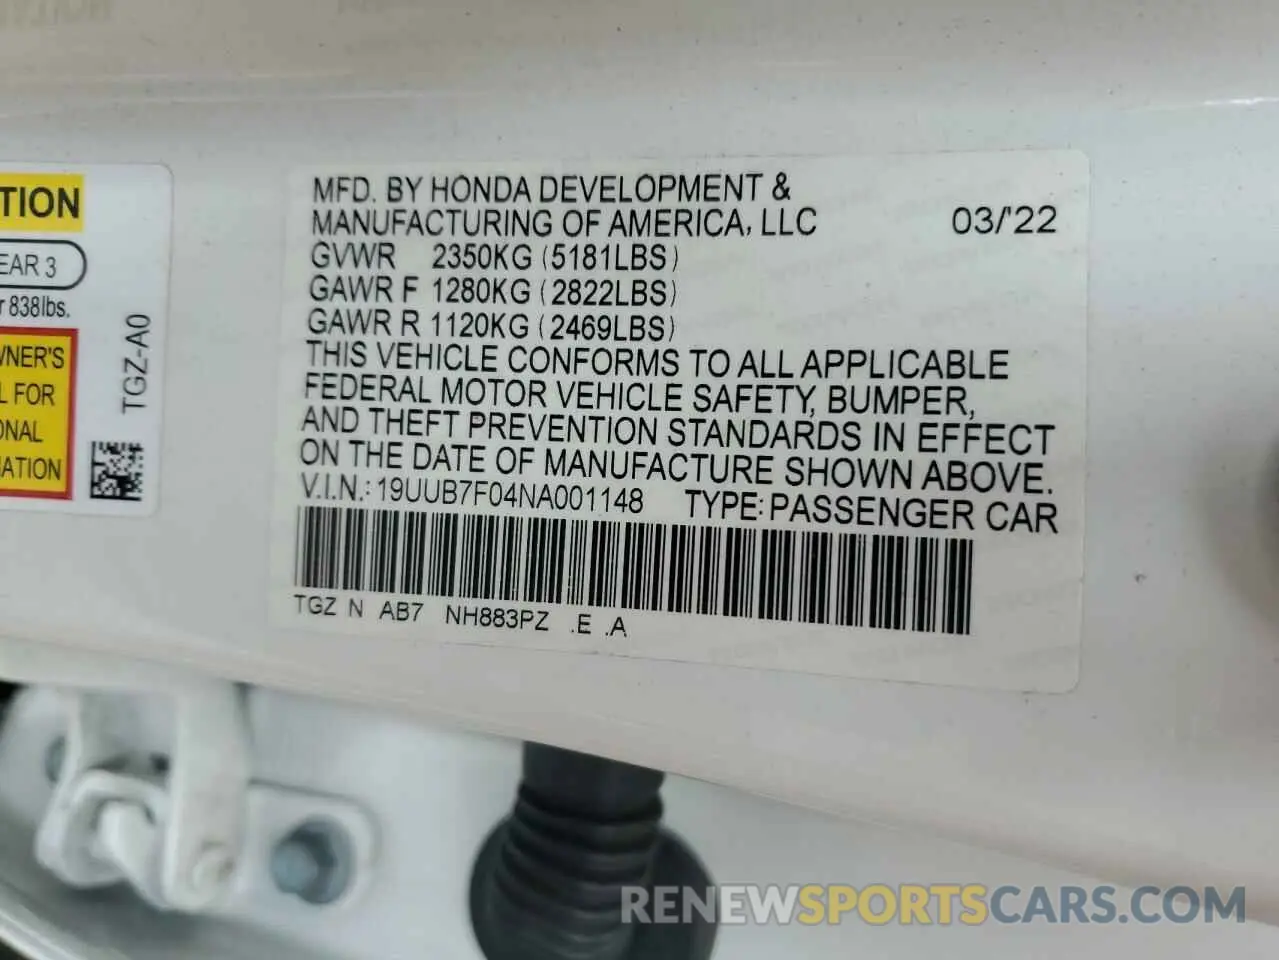 TION
EAR 3
r 838lbs.
WNER'S
L FOR
ONAL
MATION
TGZ-A0
MFD. BY HONDA DEVELOPMENT &
MANUFACTURING OF AMERICA, LLC 03/'22
GVWR 2350KG (5181LBS)
GAWR F 1280KG (2822LBS)
GAWR R 1120KG (2469LBS)
THIS VEHICLE CONFORMS TO ALL APPLICABLE
FEDERAL MOTOR VEHICLE SAFETY, BUMPER,
AND THEFT PREVENTION STANDARDS IN EFFECT
ON THE DATE OF MANUFACTURE SHOWN ABOVE.
V.I.N.: 19UUB7F04NA001148 TYPE: PASSENGER CAR
TGZ N AB7 NH883PZ .E .A
RENEWSPORTSCARS.COM